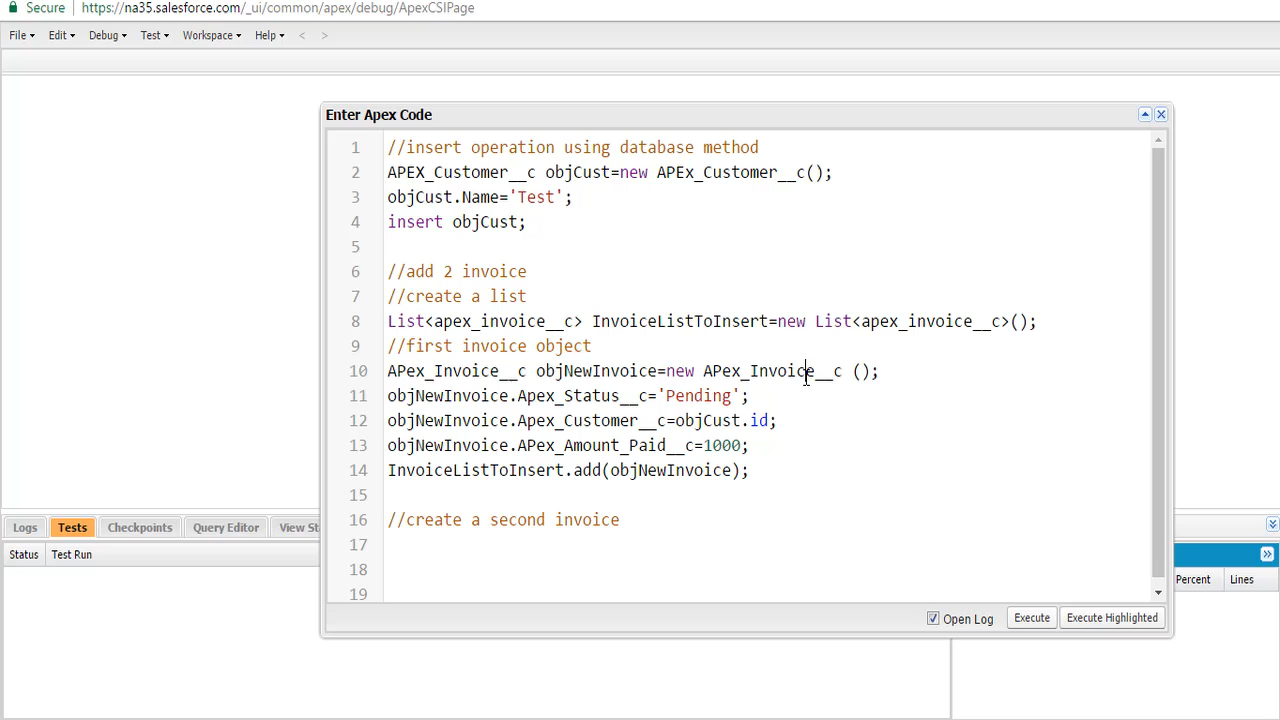 Secure https://na35.salesforce.com/_ui/common/apex/debug/ApexCSIPage
File Edit Debug Test Workspace Help < >
Enter Apex Code
1 //insert operation using database method
2 APEX_Customer__c objCust=new APEx_Customer__c();
3 objCust.Name='Test';
4 insert objCust;
5
6 //add 2 invoice
7 //create a list
8 List<apex_invoice__c> InvoiceListToInsert=new List<apex_invoice__c>();
9 //first invoice object
10 APex_Invoice__c objNewInvoice=new APex_Invoice__c ();
11 objNewInvoice.Apex_Status__c='Pending';
12 objNewInvoice.Apex_Customer__c=objCust.id;
13 objNewInvoice.APex_Amount_Paid__c=1000;
14 InvoiceListToInsert.add(objNewInvoice);
15
16 //create a second invoice
17
18
19
Logs Tests Checkpoints Query Editor View St
Status Test Run Percent Lines
Open Log Execute Execute Highlighted